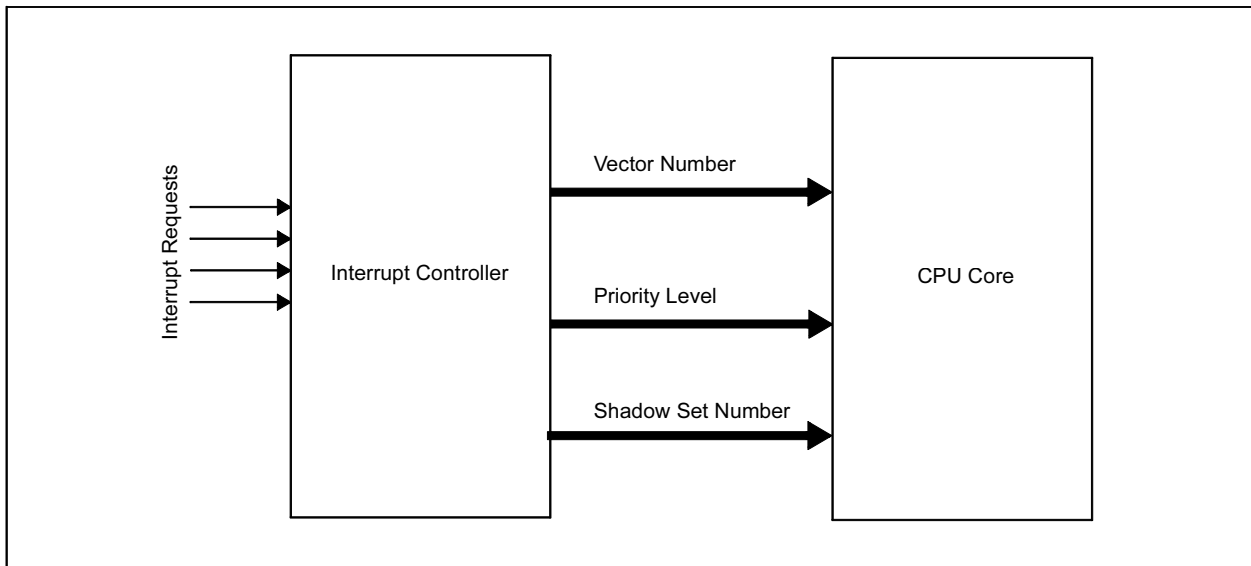 Interrupt Requests
Interrupt Controller
Vector Number
Priority Level
Shadow Set Number
CPU Core